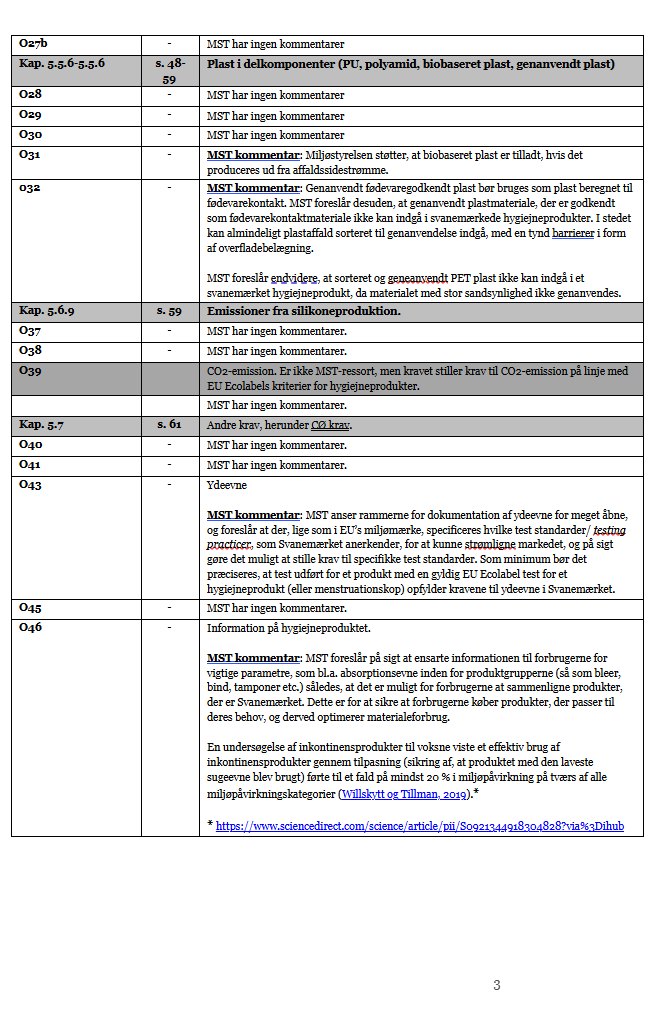 O27b - MST har ingen kommentarer
Kap. 5.5.6-5.5.6 s. 48- Plast i delkomponenter (PU, polyamid, biobaseret plast, genanvendt plast)
59
O28 - MST har ingen kommentarer
O29 - MST har ingen kommentarer
O30 - MST har ingen kommentarer
O31 - MST kommentar: Miljøstyrelsen støtter, at biobaseret plast er tilladt, hvis det
produceres ud fra affaldssidestrømme.
032 - MST kommentar: Genanvendt fødevaregodkendt plast bør bruges som plast beregnet til
fødevarekontakt. MST foreslår desuden, at genanvendt plastmateriale, der er godkendt
som fødevarekontaktmateriale ikke kan indgå i svanemærkede hygiejneprodukter. I stedet
kan almindeligt plastaffald sorteret til genanvendelse indgå, med en tynd barrierer i form
af overfladebelægning.
MST foreslår endvidere, at sorteret og geneanvendt PET plast ikke kan indgå i et
svanemærket hygiejneprodukt, da materialet med stor sandsynlighed ikke genanvendes.
Kap. 5.6.9 s. 59 Emissioner fra silikoneproduktion.
O37 - MST har ingen kommentarer.
O38 - MST har ingen kommentarer.
O39 CO2-emission. Er ikke MST-ressort, men kravet stiller krav til CO2-emission på linje med
EU Ecolabels kriterier for hygiejneprodukter.
MST har ingen kommentarer.
Kap. 5.7 s. 61 Andre krav, herunder CØ krav.
O40 - MST har ingen kommentarer.
O41 - MST har ingen kommentarer.
O43 - Ydeevne
MST kommentar: MST anser rammerne for dokumentation af ydeevne for meget åbne,
og foreslår at der, lige som i EU's miljømærke, specificeres hvilke test standarder/ testing
practicer, som Svanemærket anerkender, for at kunne strømligne markedet, og på sigt
gøre det muligt at stille krav til specifikke test standarder. Som minimum bør det
præciseres, at test udført for et produkt med en gyldig EU Ecolabel test for et
hygiejneprodukt (eller menstruationskop) opfylder kravene til ydeevne i Svanemærket.
O45 - MST har ingen kommentarer.
O46 - Information på hygiejneproduktet.
MST kommentar: MST foreslår på sigt at ensarte informationen til forbrugerne for
vigtige parametre, som bl.a. absorptionsevne inden for produktgrupperne (så som bleer,
bind, tamponer etc.) således, at det er muligt for forbrugerne at sammenligne produkter,
der er Svanemærket. Dette er for at sikre at forbrugerne køber produkter, der passer til
deres behov, og derved optimerer materialeforbrug.
En undersøgelse af inkontinensprodukter til voksne viste et effektiv brug af
inkontinensprodukter gennem tilpasning (sikring af, at produktet med den laveste
sugeevne blev brugt) førte til et fald på mindst 20 % i miljøpåvirkning på tværs af alle
miljøpåvirkningskategorier (Willskytt og Tillman, 2019).*
* https://www.sciencedirect.com/science/article/pii/S0921344918304828?via%3Dihub
3